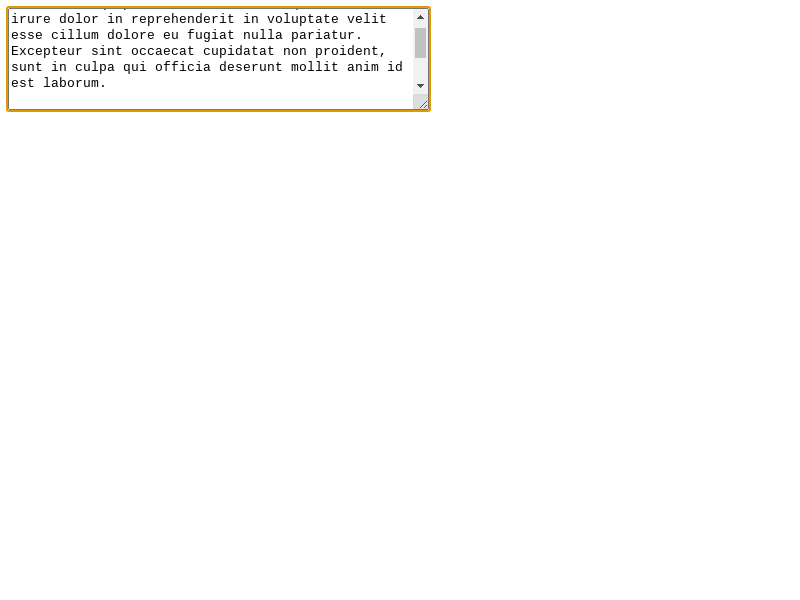 irure dolor in reprehenderit in voluptate velit
esse cillum dolore eu fugiat nulla pariatur.
Excepteur sint occaecat cupidatat non proident,
sunt in culpa qui officia deserunt mollit anim id
est laborum.